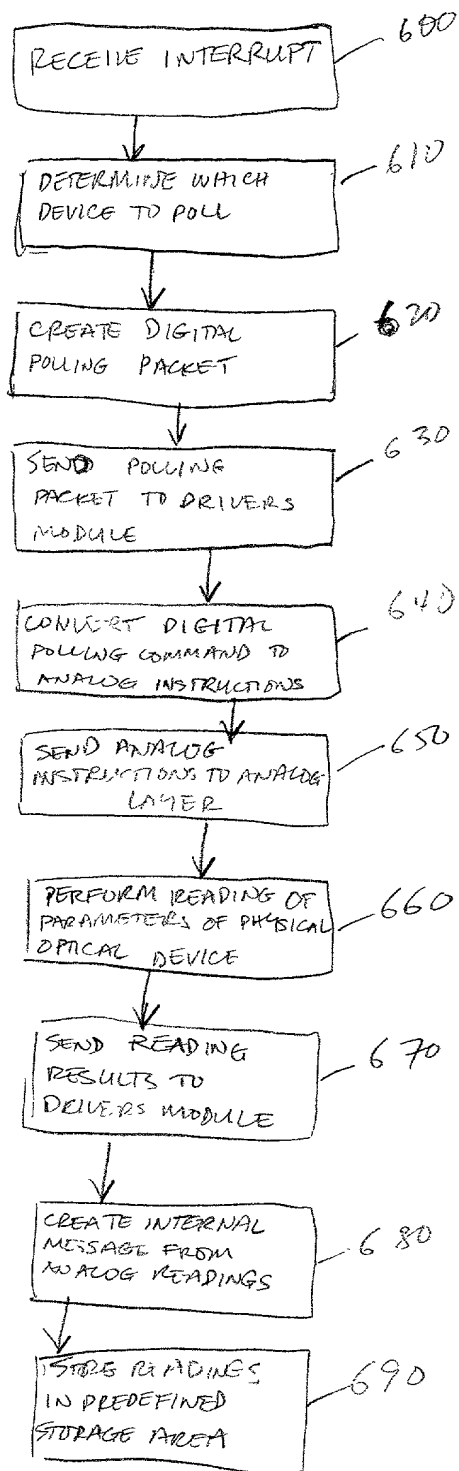 600
RECEIVE INTERRUPT
610
DETERMINE WHICH
DEVICE TO POLL
620
CREATE DIGITAL
POLLING PACKET
630
SEND POLLING
PACKET TO DRIVERS
MODULE
640
CONVERT DIGITAL
POLLING COMMAND TO
ANALOG INSTRUCTIONS
650
SEND ANALOG
INSTRUCTIONS TO ANALOG
LAYER
660
PERFORM READING OF
PARAMETERS OF PHYSICAL
OPTICAL DEVICE
670
SEND READING
RESULTS TO
DRIVERS MODULE
680
CREATE INTERNAL
MESSAGE FROM
ANALOG READINGS
690
STORE READINGS
IN PREDEFINED
STORAGE AREA